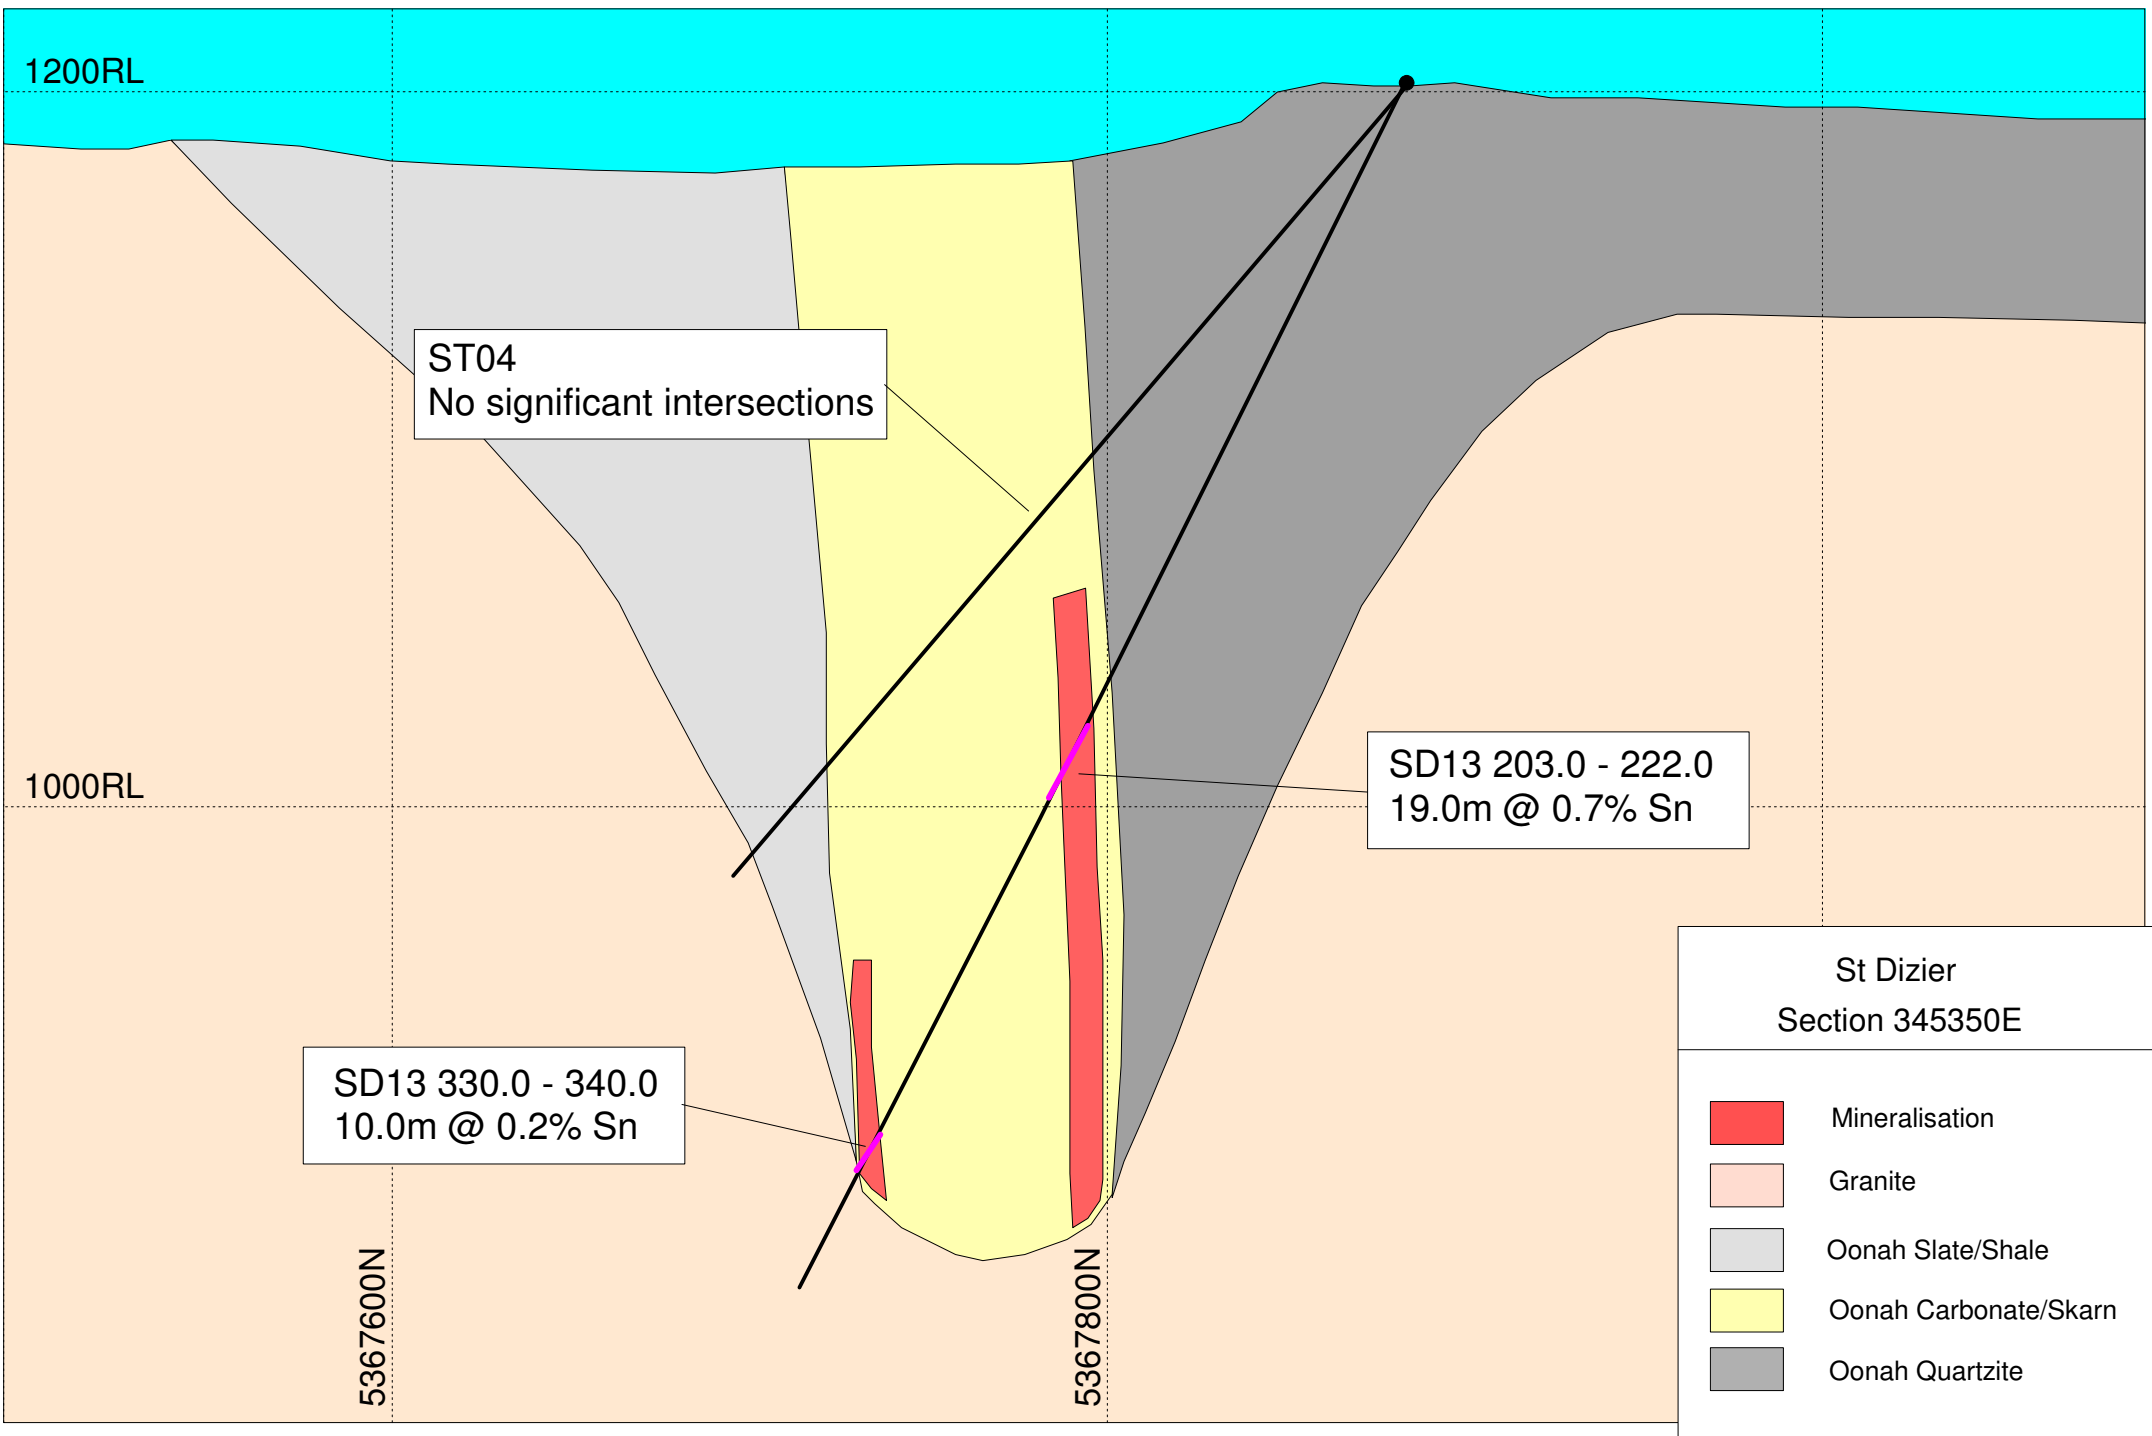 1200RL
ST04
No significant intersections
1000RL
SD13 203.0 - 222.0
19.0m @ 0.7% Sn
SD13 330.0 - 340.0
10.0m @ 0.2% Sn
5367600N
5367800N
St Dizier
Section 345350E
Mineralisation
Granite
Oonah Slate/Shale
Oonah Carbonate/Skarn
Oonah Quartzite